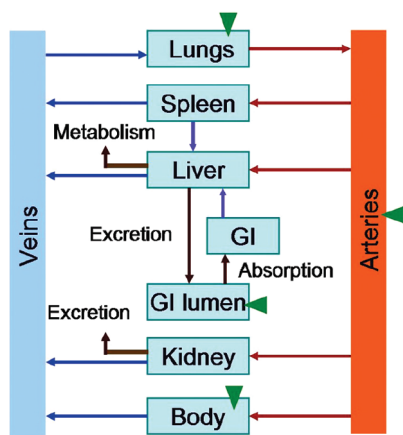 Lungs
Spleen
Metabolism
Liver
Veins
Arteries
Excretion
GI
Absorption
GI lumen
Excretion
Kidney
Body